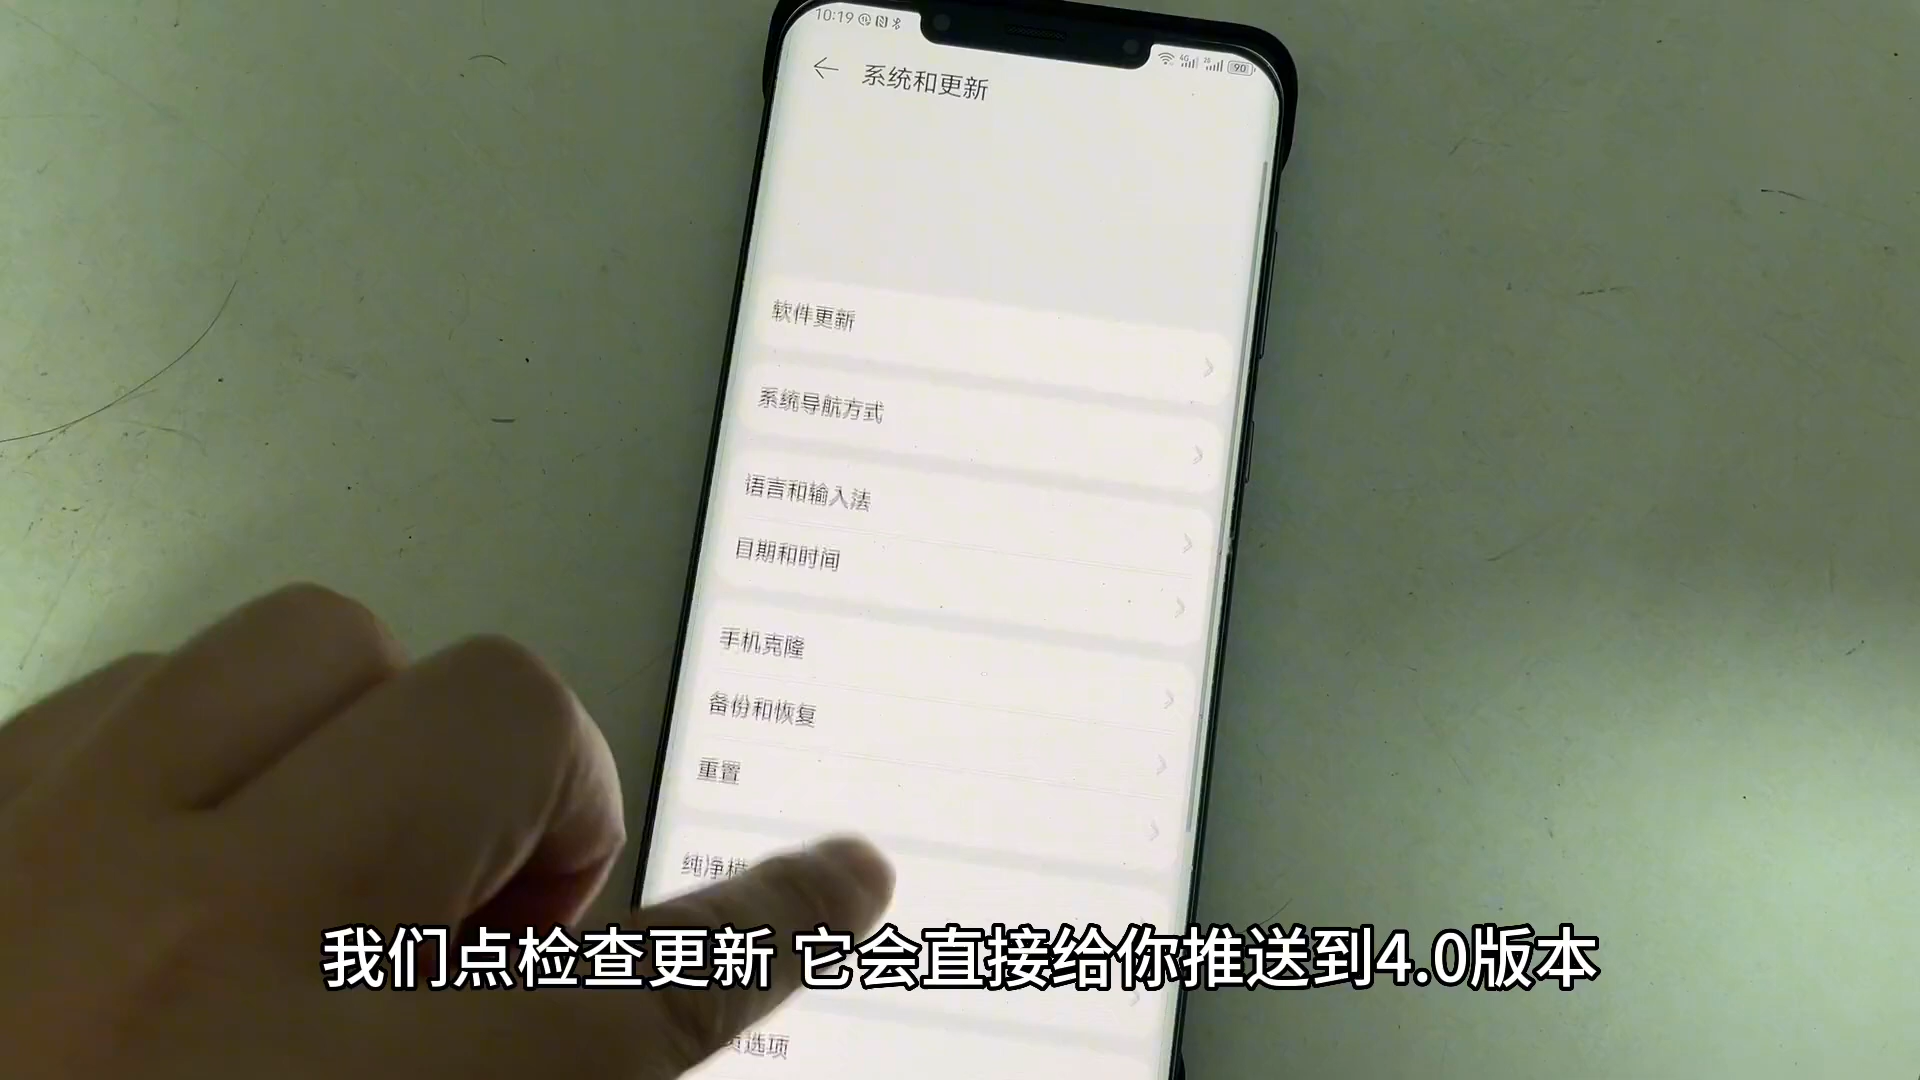 10:19
90
系统和更新
软件更新
系统导航方式
语言和输入法
日期和时间
手机克隆
备份和恢复
重置
纯净模
我们点检查更新 它会直接给你推送到4.0版本
选项